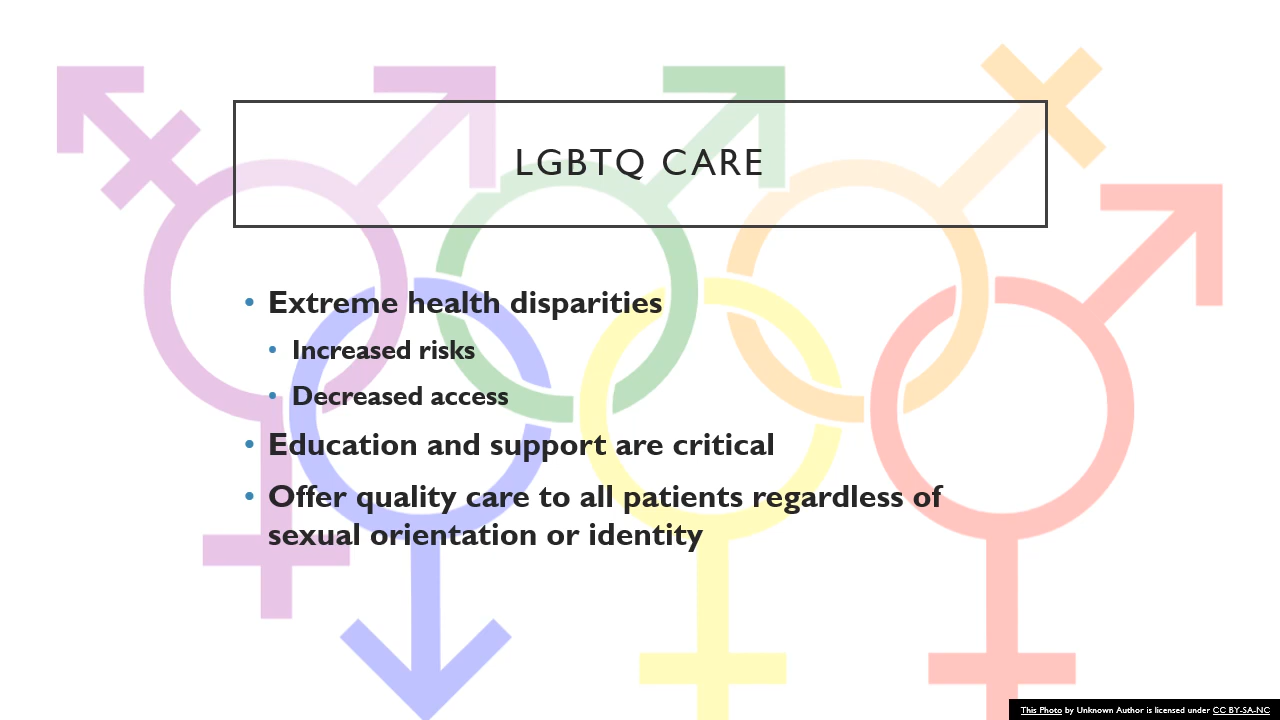 LGBTQ CARE
• Extreme health disparities
• Increased risks
• Decreased access
• Education and support are critical
• Offer quality care to all patients regardless of
sexual orientation or identity
This Photo by Unknown Author is licensed under CC BY-SA-NC